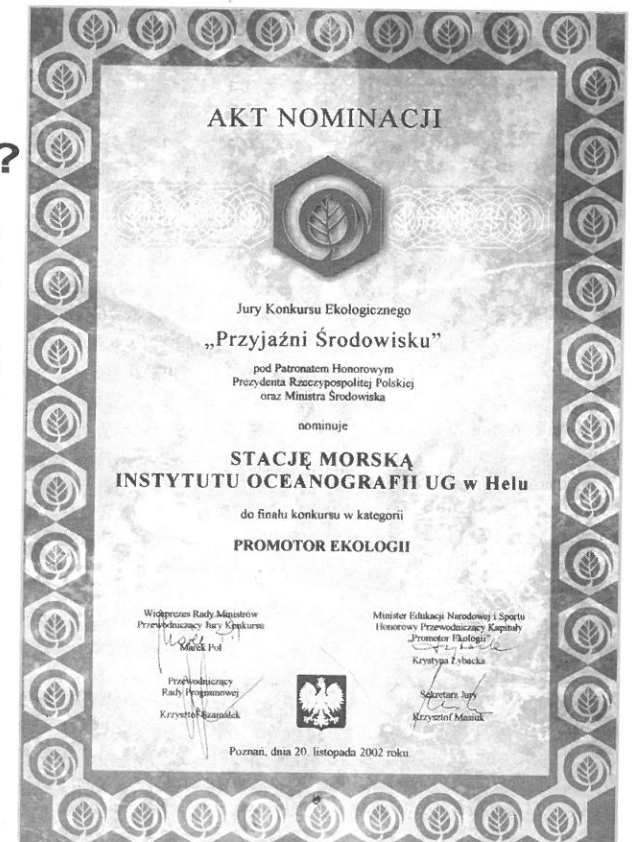 ?
AKT NOMINACJI
Jury Konkursu Ekologicznego
„Przyjaźni Środowisku”
pod Patronatem Honorowym
Prezydenta Rzeczypospolitej Polskiej
oraz Ministra Środowiska
nominuje
STACJĘ MORSKĄ
INSTYTUTU OCEANOGRAFII UG w Helu
do finału konkursu w kategorii
PROMOTOR EKOLOGII
Wiceprezes Rady Ministrów
Przewodniczący Jury Konkursu
Marek Pol
Minister Edukacji Narodowej i Sportu
Honorowy Przewodniczący Kapituły
„Promotor Ekologii”
Krystyna Łybacka
Przewodniczący
Rady Programowej
Krzysztof Szamałek
Sekretarz Jury
Krzysztof Masiuk
Poznań, dnia 20. listopada 2002 roku.